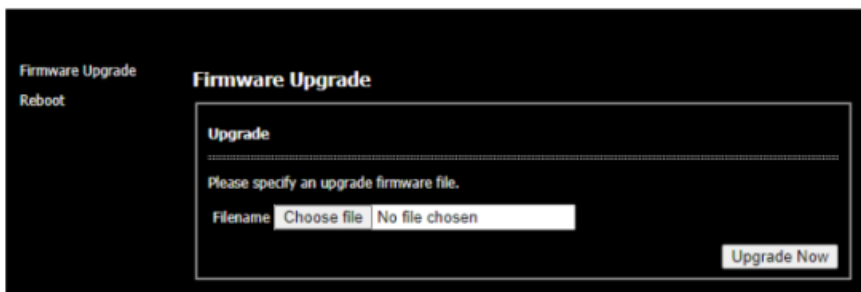 Firmware Upgrade
Reboot
Firmware Upgrade
Upgrade
Please specify an upgrade firmware file.
Filename Choose file No file chosen
Upgrade Now